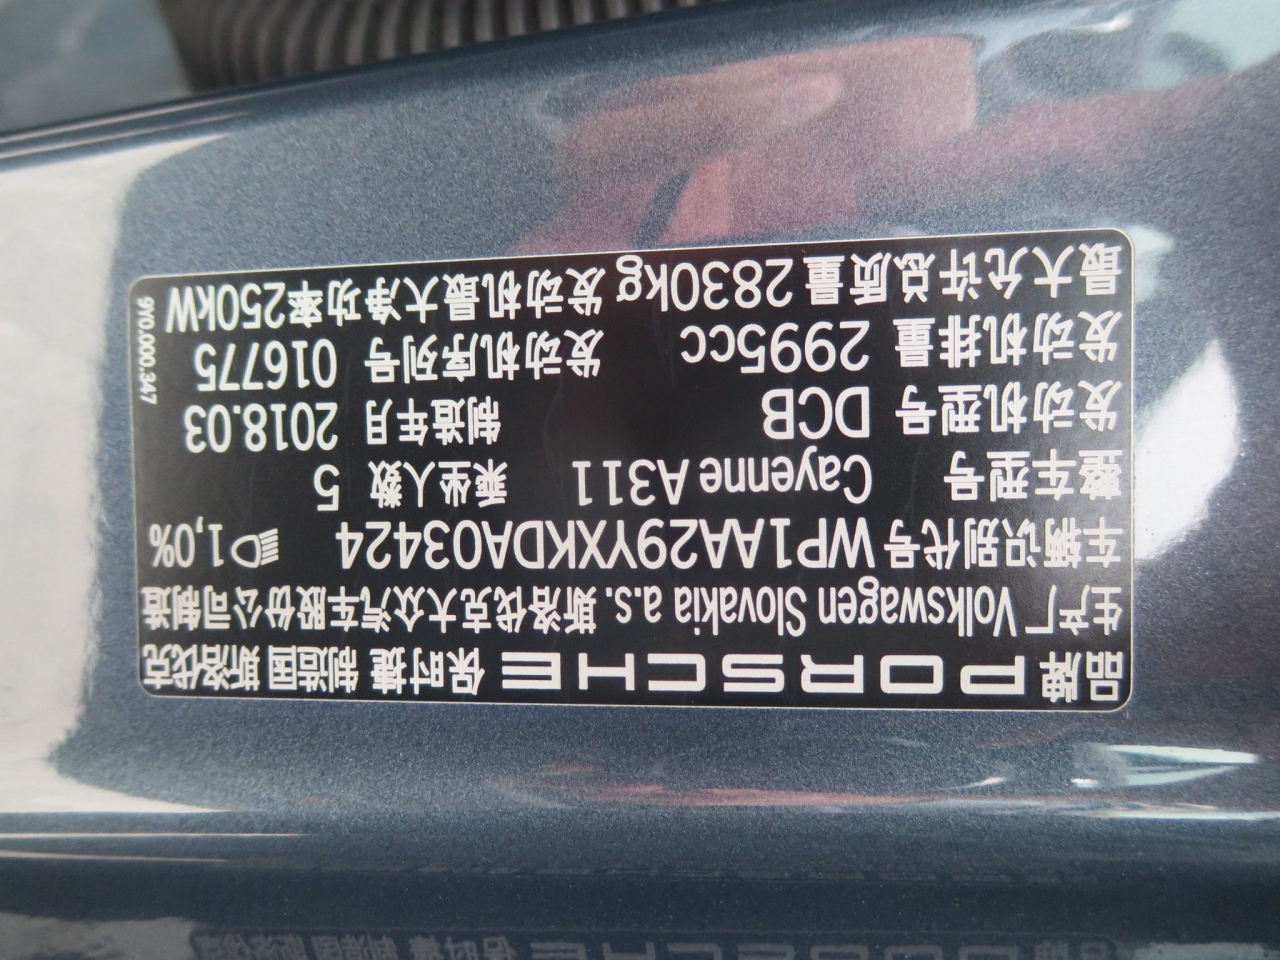 品牌 PORSCHE 保时捷 制造国 斯洛伐克
生产厂 Volkswagen Slovakia a.s. 斯洛伐克大众汽车股份公司制造
车辆识别代号 WP1AA29YXKDA03424 1,0%
整车型号 Cayenne A311 乘坐人数 5
发动机型号 DCB 制造年月 2018.03
发动机排量 2995cc 发动机序列号 016775
最大允许总质量 2830kg 发动机最大净功率 250kW
9Y0.000.347